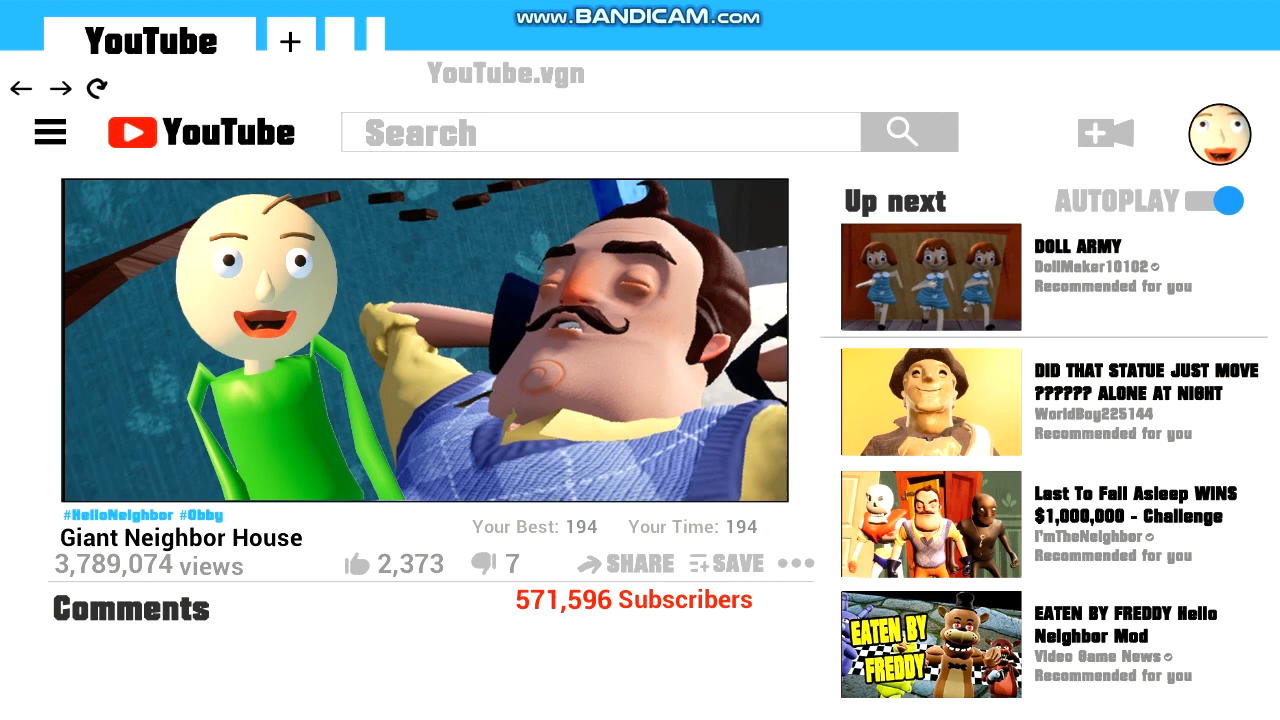 www.BANDICAM.com
YouTube +
YouTube.vgn
YouTube
Search
Up next
AUTOPLAY
DOLL ARMY
DollMaker10102
Recommended for you
DID THAT STATUE JUST MOVE
?????? ALONE AT NIGHT
WorldBoy225144
Recommended for you
Last To Fall Asleep WINS
$1,000,000 - Challenge
I'mTheNeighbor
Recommended for you
EATEN BY
FREDDY
EATEN BY FREDDY Hello
Neighbor Mod
Video Game News
Recommended for you
#HelloNeighbor #Obby
Giant Neighbor House
Your Best: 194 Your Time: 194
3,789,074 views
2,373 7 SHARE SAVE
571,596 Subscribers
Comments